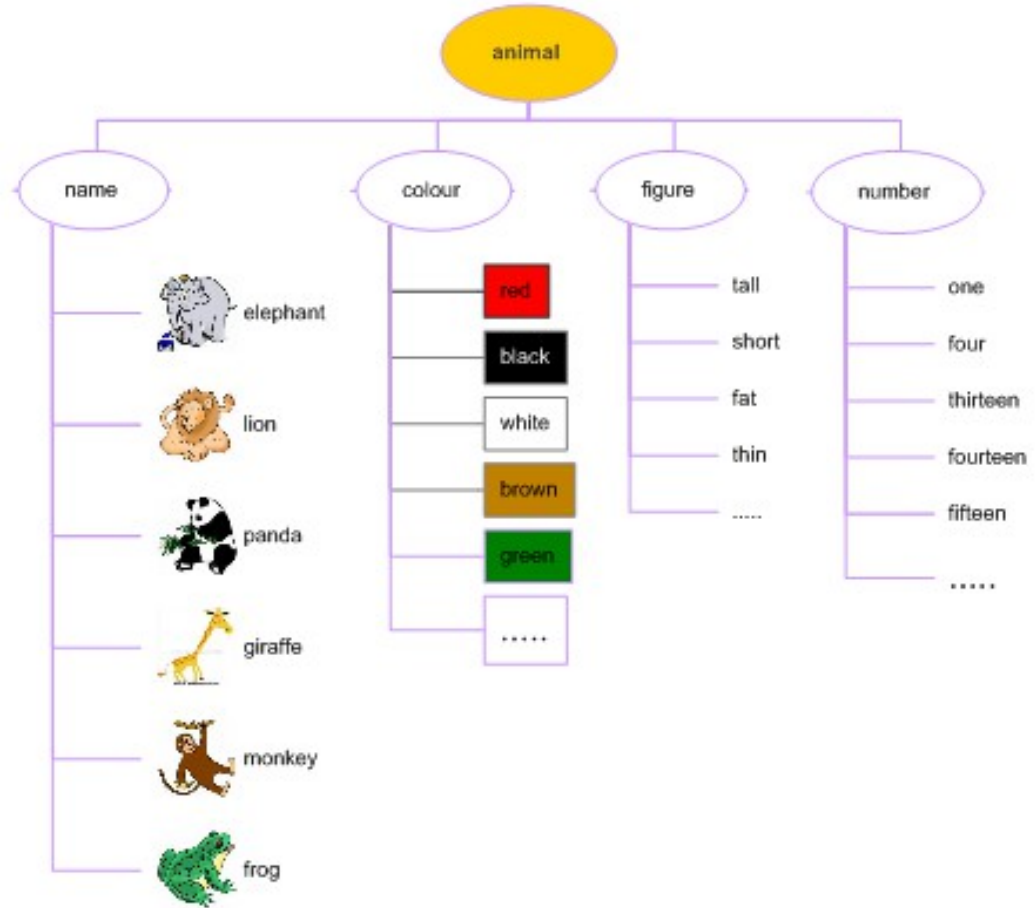 animal
name
colour
figure
number
elephant
lion
panda
giraffe
monkey
frog
red
black
white
brown
green
.....
tall
short
fat
thin
.....
one
four
thirteen
fourteen
fifteen
.....